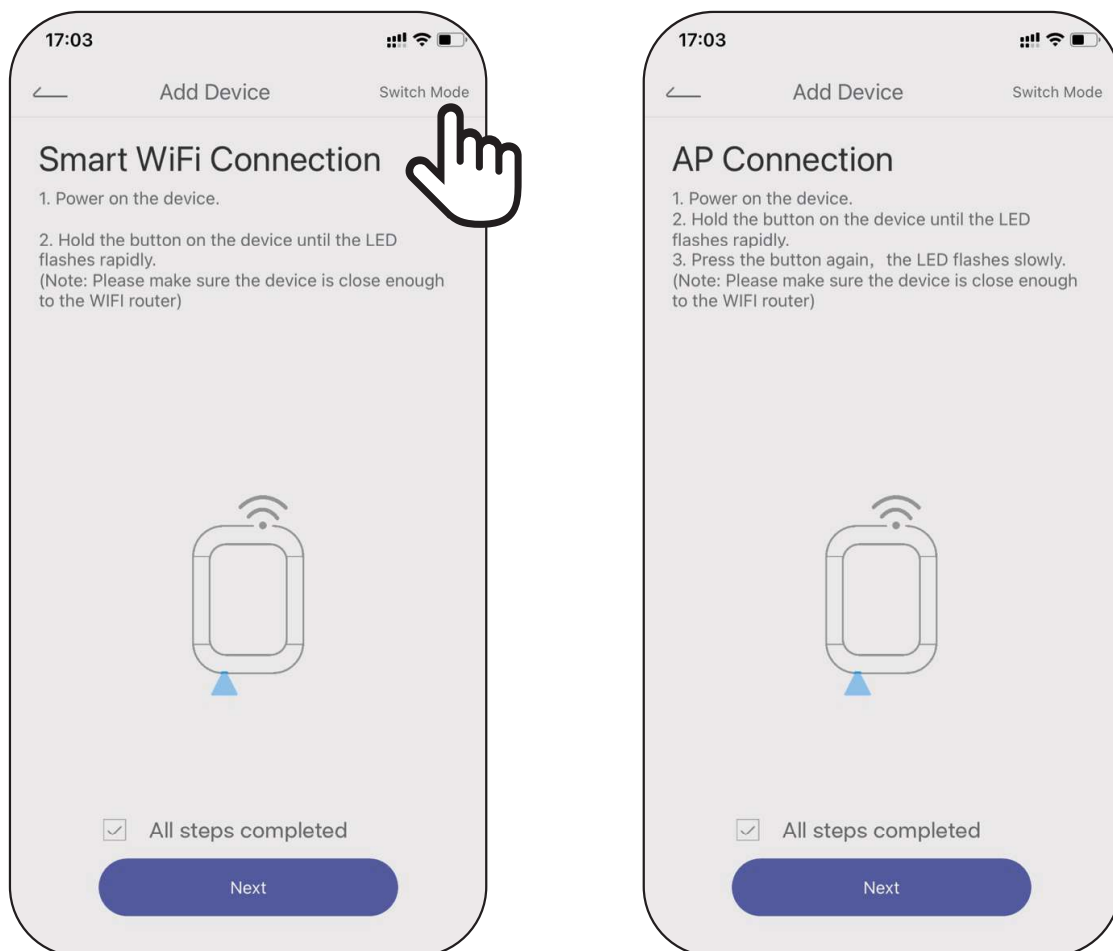 17:03
Add Device
Switch Mode
Smart WiFi Connection
1. Power on the device.
2. Hold the button on the device until the LED
flashes rapidly.
(Note: Please make sure the device is close enough
to the WIFI router)
All steps completed
Next
17:03
Add Device
Switch Mode
AP Connection
1. Power on the device.
2. Hold the button on the device until the LED
flashes rapidly.
3. Press the button again，the LED flashes slowly.
(Note: Please make sure the device is close enough
to the WIFI router)
All steps completed
Next